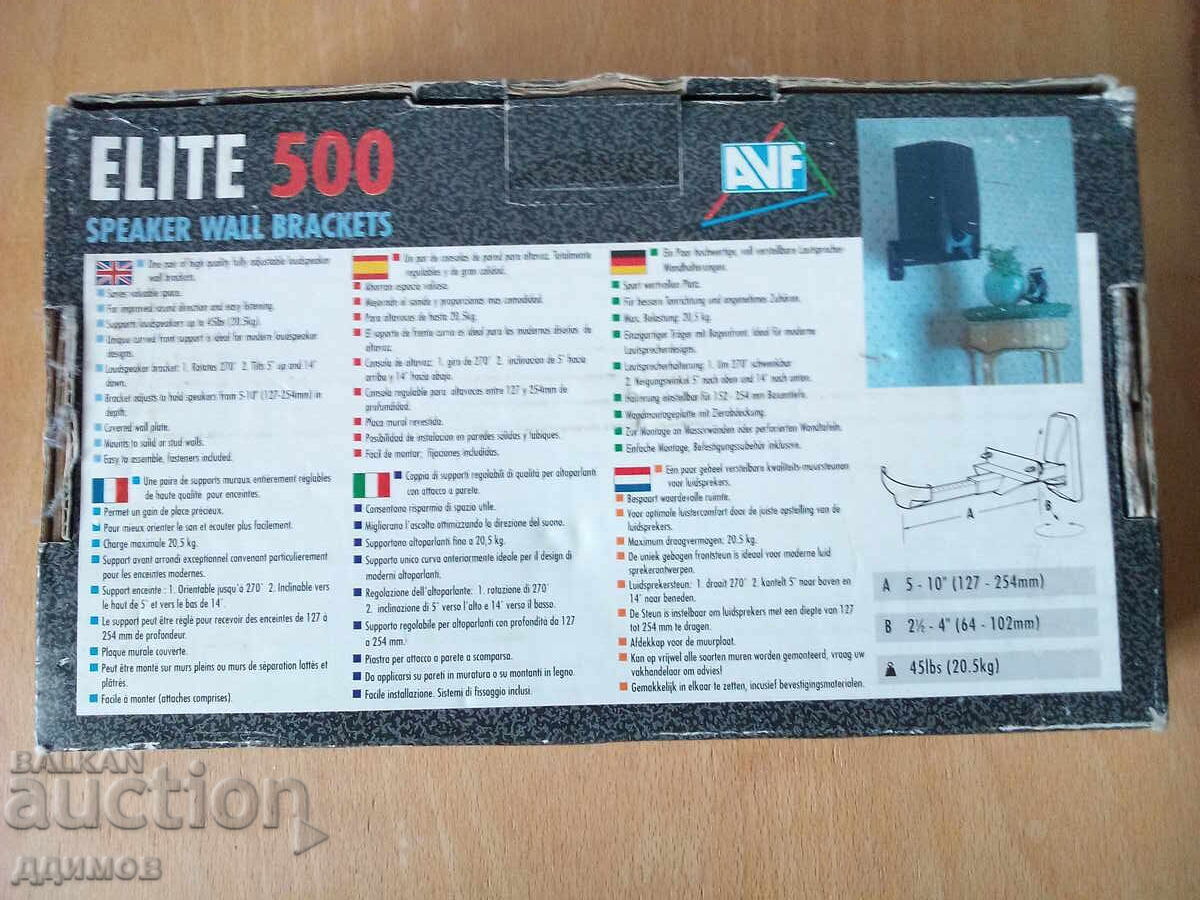 ELITE 500
SPEAKER WALL BRACKETS
AVF
One pair of high quality fully adjustable loudspeaker
wall brackets.
Saves valuable space.
For improved sound direction and easy listening.
Supports loudspeakers up to 45lbs (20.5kg).
Unique curved front support is ideal for modern loudspeaker
designs.
Loudspeaker bracket: 1. Rotates 270° 2. Tilts 5° up and 14°
down.
Bracket adjusts to hold speakers from 5-10" (127-254mm) in
depth.
Covered wall plate.
Mounts to solid or stud walls.
Easy to assemble, fasteners included.
Un par de consolas de pared para altavoz. Totalmente
regulables y de gran calidad.
Ahorran espacio valioso.
Mejorarán el sonido y proporcionan mas comodidad.
Para altavoces de hasta 20.5kg.
El soporte de frente curvo es ideal para los modernos diseños de
altavoz.
Consola de altavoz: 1. giro de 270° 2. inclinacion de 5° hacia
arriba y 14° hacia abajo.
Consola regulable para altavoces entre 127 y 254mm de
profundidad.
Placa mural revestida.
Posibilidad de instalacion en paredes solidas y tabiques.
Facil de montar; fijaciones includidas.
Ein Paar hochwertige, voll verstellbare Lautsprecher
Wandhalterungen.
Spart wertvollen Platz.
Für bessern Tonrichtung und angenehmes Zuhören.
Max. Belastung: 20,5 kg.
Einzigartiger Träger mit Bogenfront, ideal für moderne
Lautsprecherdesigns.
Lautsprecherhalterung: 1. Um 270° schwenkbar
2. Neigungswinkel 5° nach oben und 14° nach unten.
Halterung einstellbar für 152 - 254 mm Boxentiefe.
Wandmontageplatte mit Zierabdeckung.
Zur Montage an Massivwänden oder perforierten Wandtafeln.
Einfache Montage, Befestigungszubehör inklusive.
Une paire de supports muraux entièrement réglables
de haute qualité pour enceintes.
Permet un gain de place précieux.
Pour mieux orienter le son et écouter plus facilement.
Charge maximale 20,5 kg.
Support avant arrondi exceptionnel convenant particulierement
pour les enceintes modernes.
Support enceinte : 1. Orientable jusqu'à 270° 2. Inclinable vers
le haut de 5° et vers le bas de 14°.
Le support peut être règlé pour recevoir des enceintes de 127 à
254 mm de profondeur.
Plaque murale couverte.
Peut être monté sur murs pleins ou murs de séparation lattés et
plâtrés.
Facile à monter (attaches comprises).
Coppia di supporti regolabili di qualità per altoparlanti
con attacco a parete.
Consentono risparmio di spazio utile.
Migliorana l'ascolto ottimizzando la direzione del suono.
Supportano altoparlanti fino a 20,5 kg.
Supporto unico curvo anteriormente ideale per il design di
moderni altoparlanti.
Regolazione dell'altoparlante: 1. rotazione di 270°
2. inclinazione di 5° verso l'alto e 14° verso il basso.
Supporto regolabile per altoparlanti con profondità da 127
a 254 mm.
Piastra per attacco a parete a scomparsa.
Da applicarsi su pareti in muratura o su montanti in legno.
Facile installazione. Sistemi di fissaggio inclusi.
Een paar geheel verstelbare kwaliteits-muursteunen
voor luidsprekers.
Bespaart waardevolle ruimte.
Voor optimale luistercomfort door de juiste opstelling van de
luidsprekers.
Maximum draagvermogen: 20.5 kg.
De uniek gebogen frontsteun is ideaal voor moderne luid
sprekerontwerpen.
Luidsprekersteun: 1. draait 270° 2. kantelt 5° naar boven en
14° naar beneden.
De Steun is instelbaar om luidsprekers met een diepte van 127
tot 254 mm te dragen.
Afdekkap voor de muurplaat.
Kan op vrijwel alle soorten muren worden gemonteerd, vraag uw
vakhandelaar om advies!
Gemakkelijk in elkaar te zetten, incusief bevestigingsmaterialen.
A
B
A 5 - 10" (127 - 254mm)
B 2½ - 4" (64 - 102mm)
45lbs (20.5kg)
BALKAN
auction
ддимов